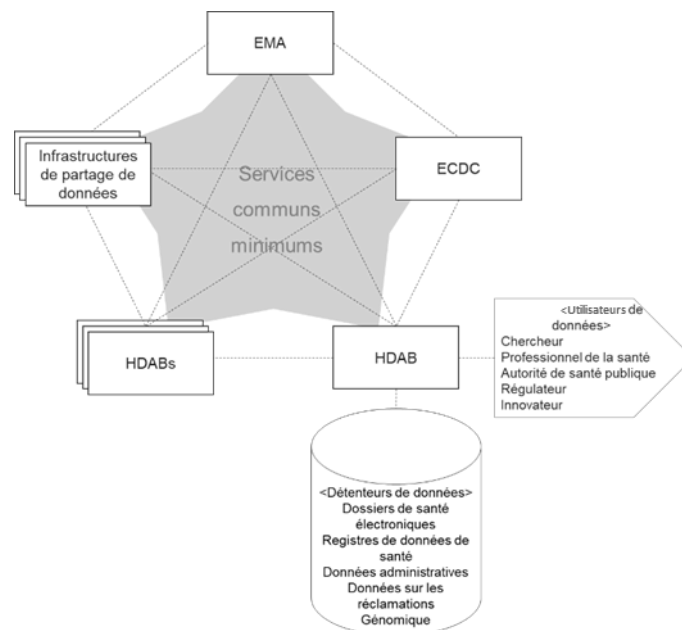 EMA
Infrastructures
de partage de
données
ECDC
Services
communs
minimums
HDABs
HDAB
<Utilisateurs de
données>
Chercheur
Professionnel de la santé
Autorité de santé publique
Régulateur
Innovateur
<Détenteurs de données>
Dossiers de santé
électroniques
Registres de données de
santé
Données administratives
Données sur les
réclamations
Génomique